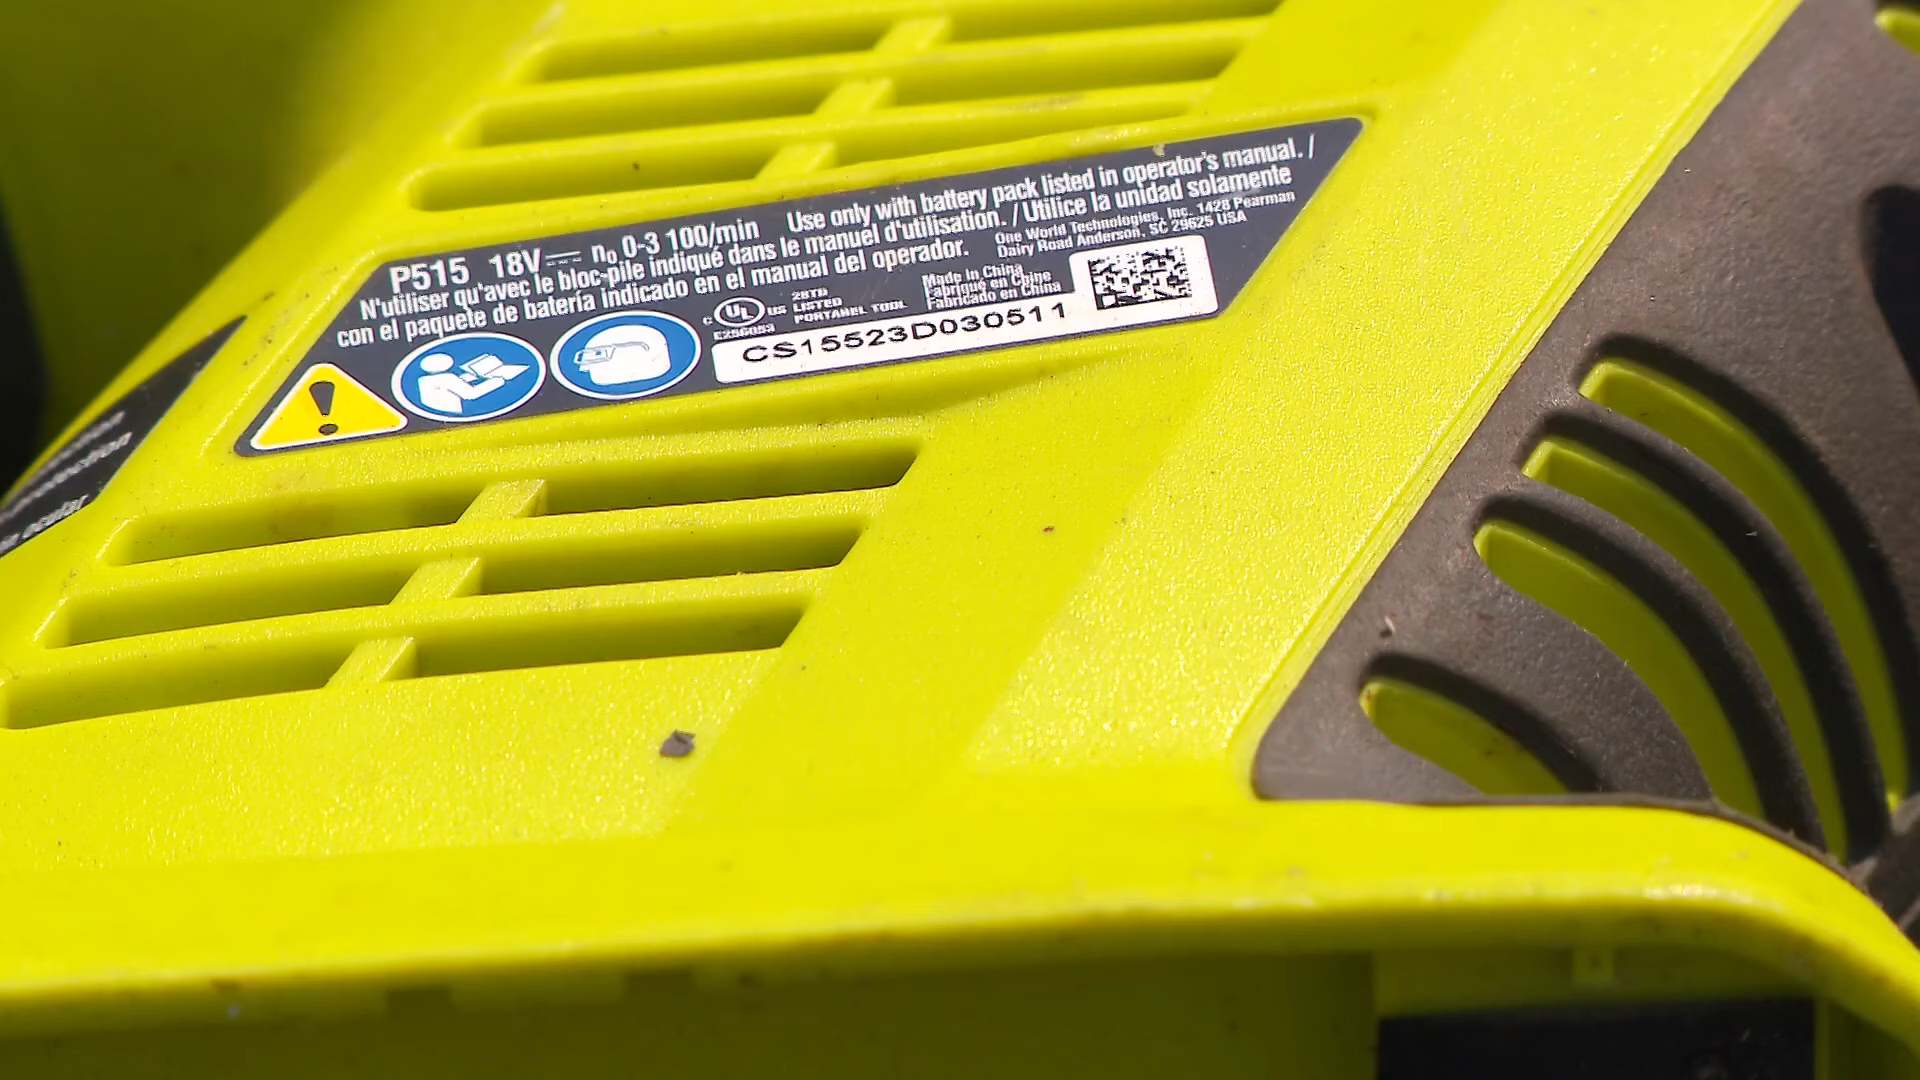 P515 18V n₀ 0-3 100/min Use only with battery pack listed in operator's manual. /
N'utiliser qu'avec le bloc-pile indiqué dans le manuel d'utilisation. / Utilice la unidad solamente
con el paquete de batería indicado en el manual del operador.
One World Technologies, Inc. 1428 Pearman
Dairy Road Anderson, SC 29625 USA
Made in China
Fabriqué en Chine
Fabricado en China
C UL US
LISTED
CS15523D030511
ocular